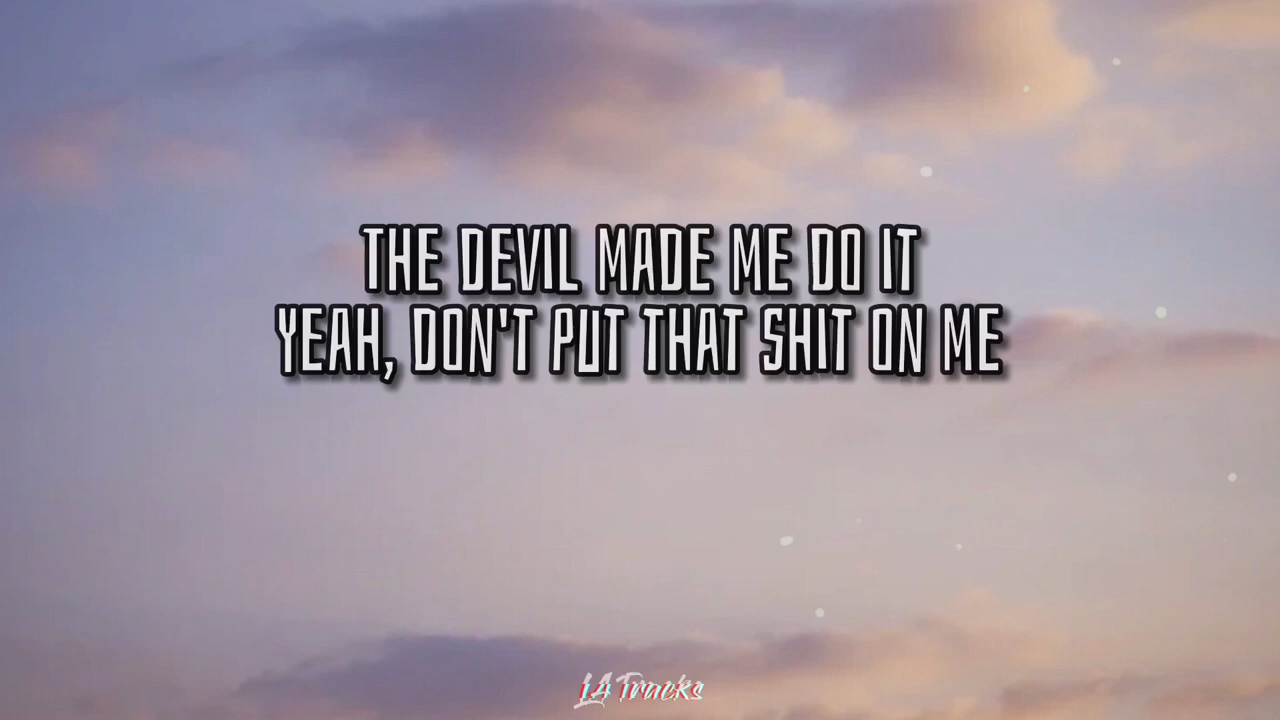 THE DEVIL MADE ME DO IT
YEAH, DON'T PUT THAT SHIT ON ME
LA Tracks